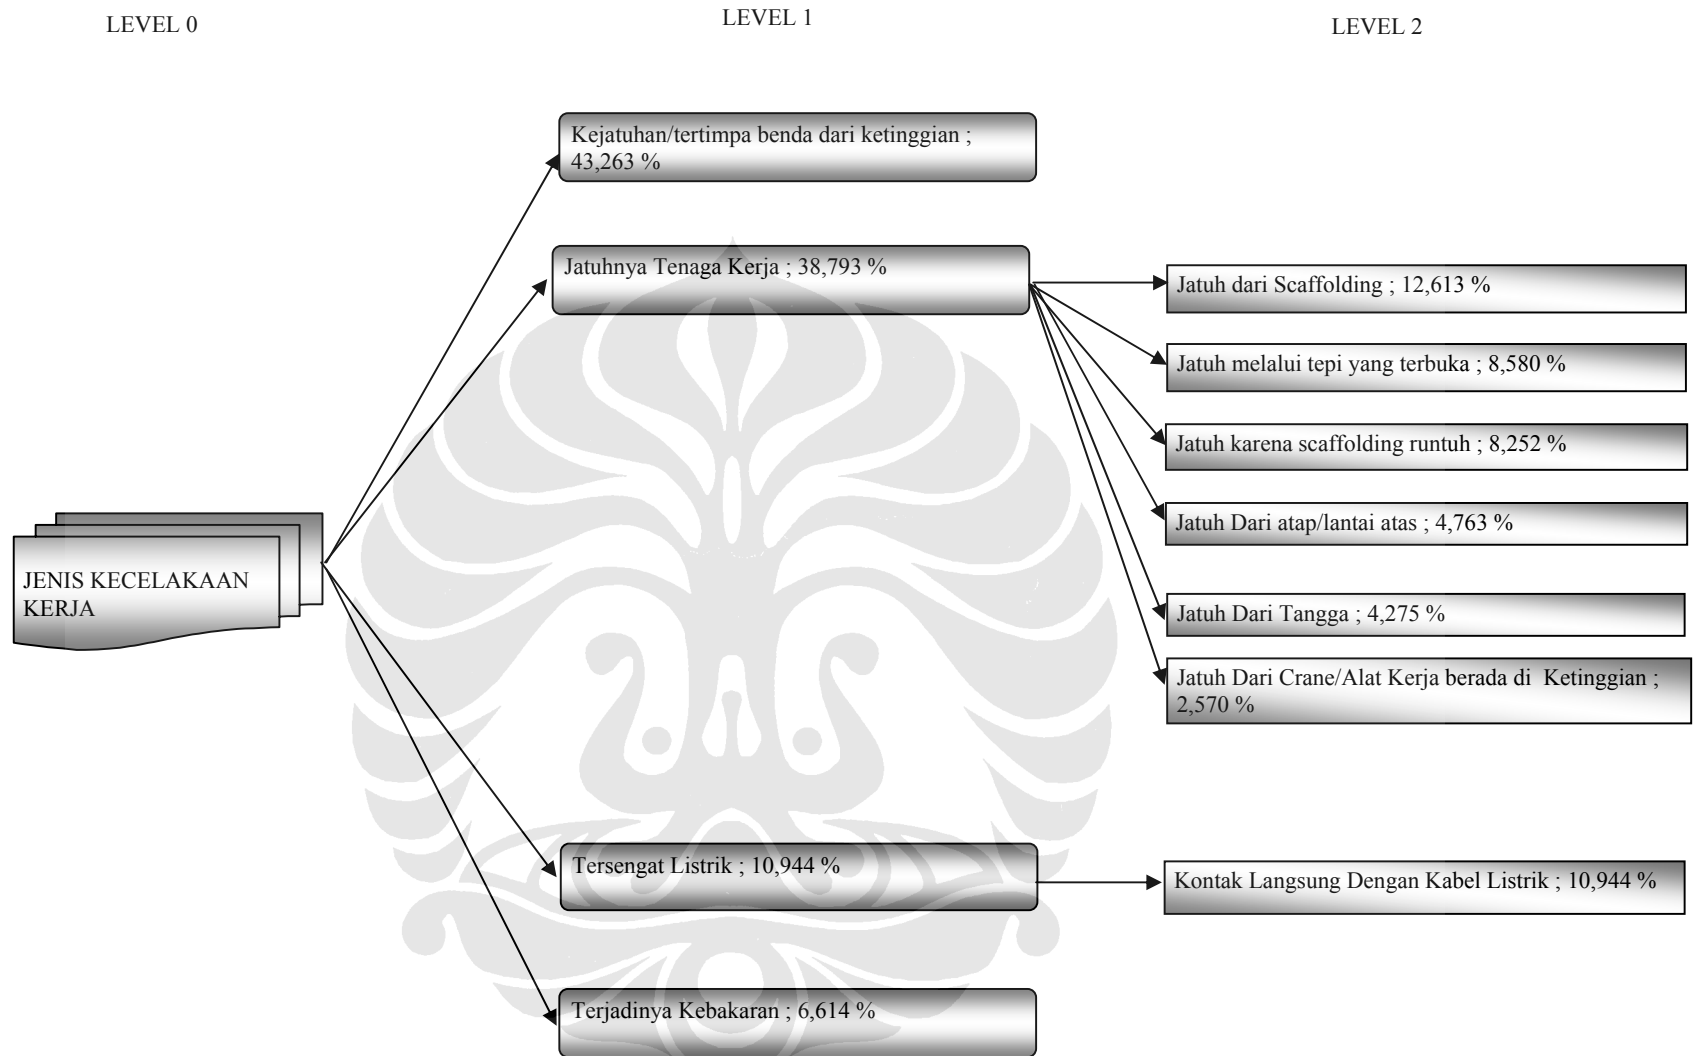 LEVEL 0
LEVEL 1
LEVEL 2
Kejatuhan/tertimpa benda dari ketinggian ;
43,263 %
Jatuhnya Tenaga Kerja ; 38,793 %
Jatuh dari Scaffolding ; 12,613 %
Jatuh melalui tepi yang terbuka ; 8,580 %
Jatuh karena scaffolding runtuh ; 8,252 %
Jatuh Dari atap/lantai atas ; 4,763 %
JENIS KECELAKAAN
KERJA
Jatuh Dari Tangga ; 4,275 %
Jatuh Dari Crane/Alat Kerja berada di Ketinggian ;
2,570 %
Tersengat Listrik ; 10,944 %
Kontak Langsung Dengan Kabel Listrik ; 10,944 %
Terjadinya Kebakaran ; 6,614 %